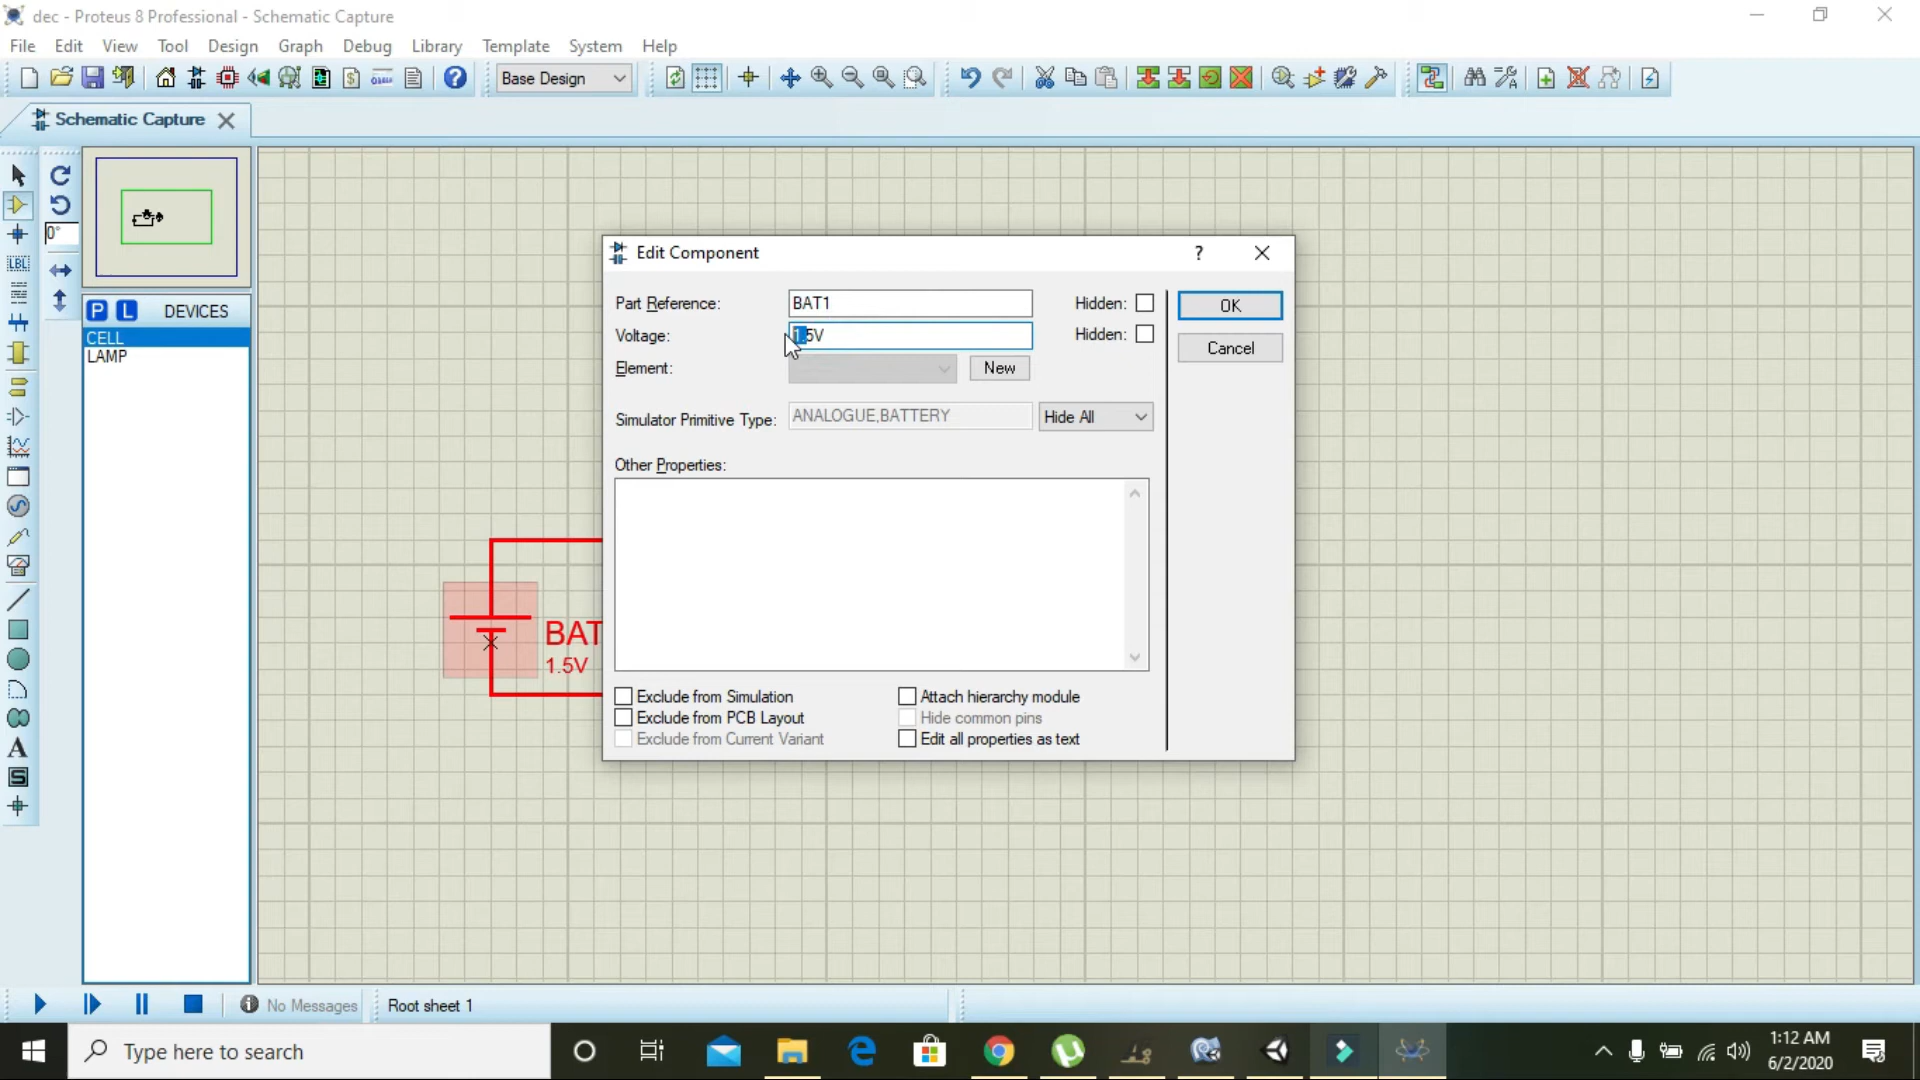 dec - Proteus 8 Professional - Schematic Capture
File Edit View Tool Design Graph Debug Library Template System Help
Base Design
Schematic Capture
0°
LBL
P L DEVICES
CELL
LAMP
Edit Component
?
Part Reference: BAT1 Hidden:
OK
Voltage: 1.5V Hidden:
Cancel
Element: New
Simulator Primitive Type: ANALOGUE,BATTERY Hide All
Other Properties:
BAT
1.5V
Exclude from Simulation Attach hierarchy module
Exclude from PCB Layout Hide common pins
Exclude from Current Variant Edit all properties as text
A
S
No Messages Root sheet 1
Type here to search
1:12 AM
6/2/2020